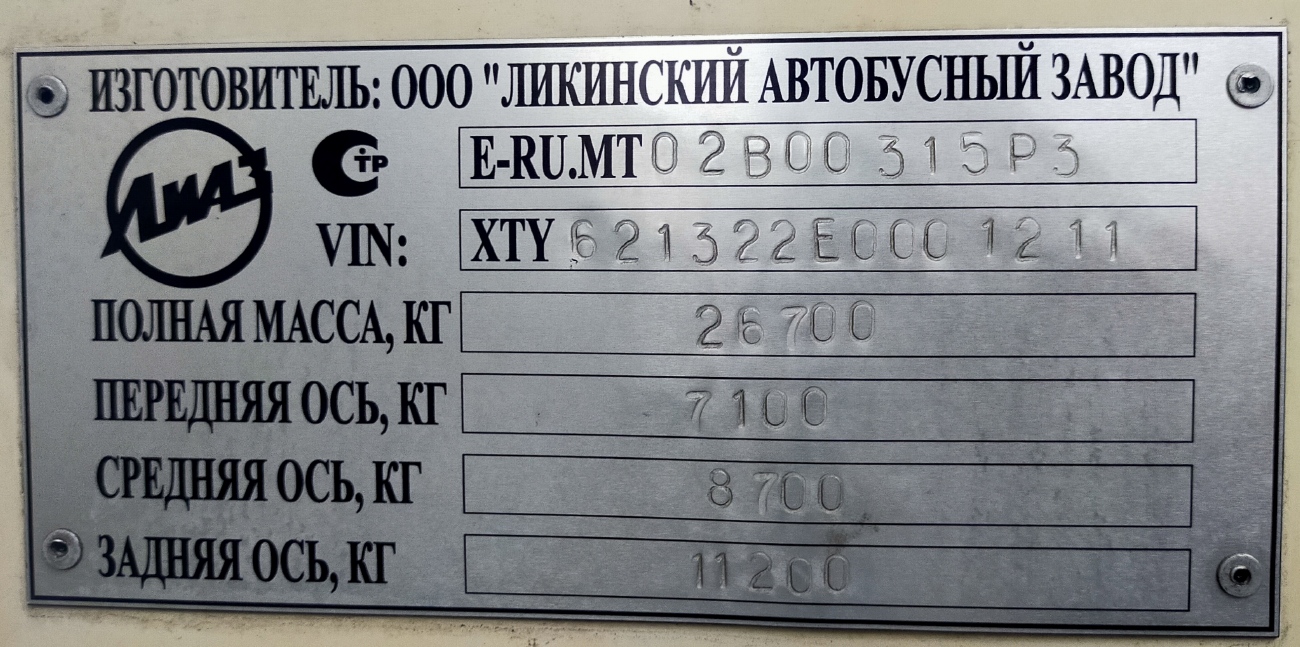 ИЗГОТОВИТЕЛЬ: ООО "ЛИКИНСКИЙ АВТОБУСНЫЙ ЗАВОД"
ЛиАЗ
СТР E-RU.MT02B00315P3
VIN: XTY621322E0001211
ПОЛНАЯ МАССА, КГ 26700
ПЕРЕДНЯЯ ОСЬ, КГ 7100
СРЕДНЯЯ ОСЬ, КГ 8700
ЗАДНЯЯ ОСЬ, КГ 11200